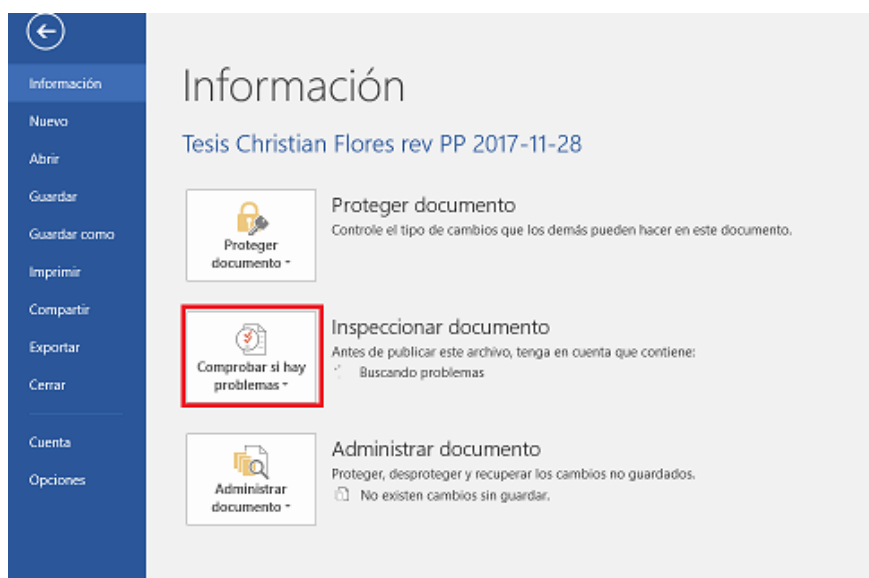 Información
Nuevo
Abrir
Guardar
Guardar como
Imprimir
Compartir
Exportar
Cerrar
Cuenta
Opciones
Información
Tesis Christian Flores rev PP 2017-11-28
Proteger
documento
Proteger documento
Controle el tipo de cambios que los demás pueden hacer en este documento.
Comprobar si hay
problemas
Inspeccionar documento
Antes de publicar este archivo, tenga en cuenta que contiene:
Buscando problemas
Administrar
documento
Administrar documento
Proteger, desproteger y recuperar los cambios no guardados.
No existen cambios sin guardar.